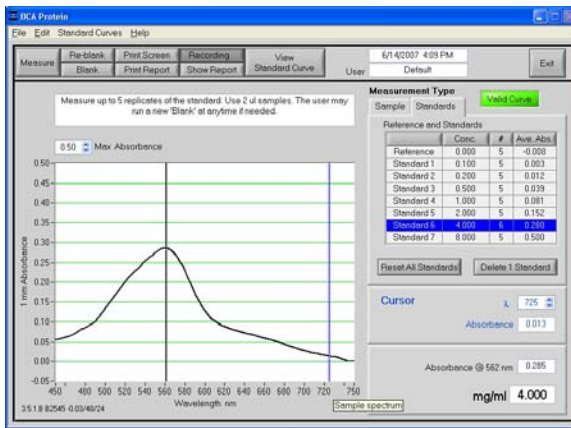 BCA Protein
File Edit Standard Curves Help
Measure
Re-blank
Print Screen
Recording
View
Standard Curve
Blank
Print Report
Show Report
User
6/14/2007 4:09 PM
Default
Exit
Measure up to 5 replicates of the standard. Use 2 ul samples. The user may
run a new 'Blank' at anytime if needed.
Measurement Type
Sample Standards
Valid Curve
Reference and Standards
Conc. # Ave. Abs.
Reference 0.000 5 -0.008
Standard 1 0.100 5 0.003
Standard 2 0.200 5 0.012
Standard 3 0.500 5 0.039
Standard 4 1.000 5 0.081
Standard 5 2.000 5 0.152
Standard 6 4.000 6 0.280
Standard 7 8.000 5 0.500
Reset All Standards
Delete 1 Standard
0.50 Max Absorbance
0.50
0.45
0.40
0.35
0.30
0.25
0.20
0.15
0.10
0.05
0.00
-0.05
1 mm Absorbance
450 480 500 520 540 560 580 600 620 640 660 680 700 720 750
Wavelength nm
Sample spectrum
3.5.1.8 B2545 -0.03/40/24
Cursor
λ 725
Absorbance 0.013
Absorbance @ 562 nm 0.285
mg/ml 4.000